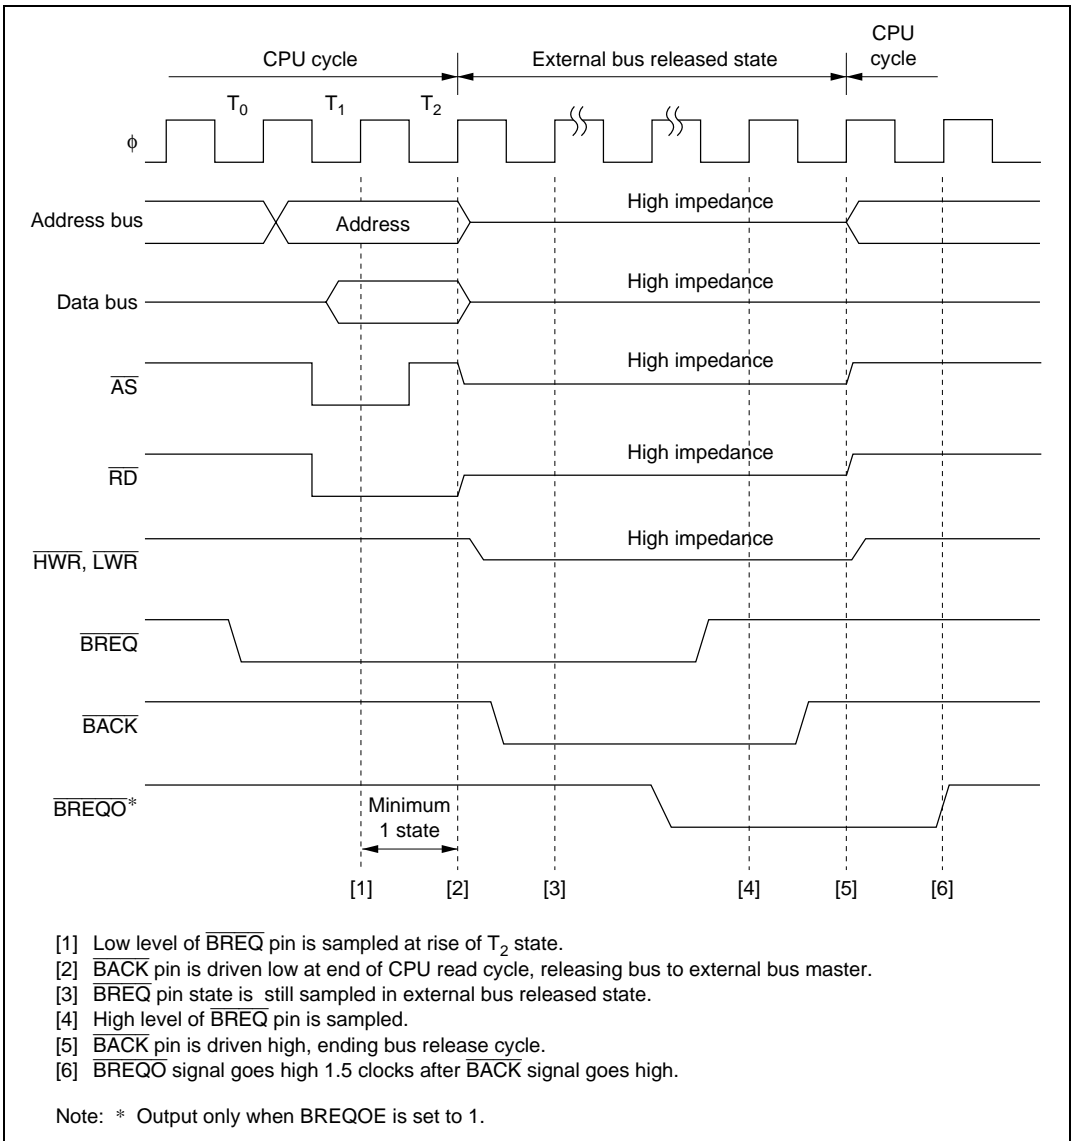 CPU cycle External bus released state CPU cycle
T0 T1 T2
ϕ
Address bus Address High impedance
Data bus High impedance
AS High impedance
RD High impedance
HWR, LWR High impedance
BREQ
BACK
BREQO* Minimum 1 state
[1] [2] [3] [4] [5] [6]
[1] Low level of BREQ pin is sampled at rise of T2 state.
[2] BACK pin is driven low at end of CPU read cycle, releasing bus to external bus master.
[3] BREQ pin state is still sampled in external bus released state.
[4] High level of BREQ pin is sampled.
[5] BACK pin is driven high, ending bus release cycle.
[6] BREQO signal goes high 1.5 clocks after BACK signal goes high.
Note: * Output only when BREQOE is set to 1.